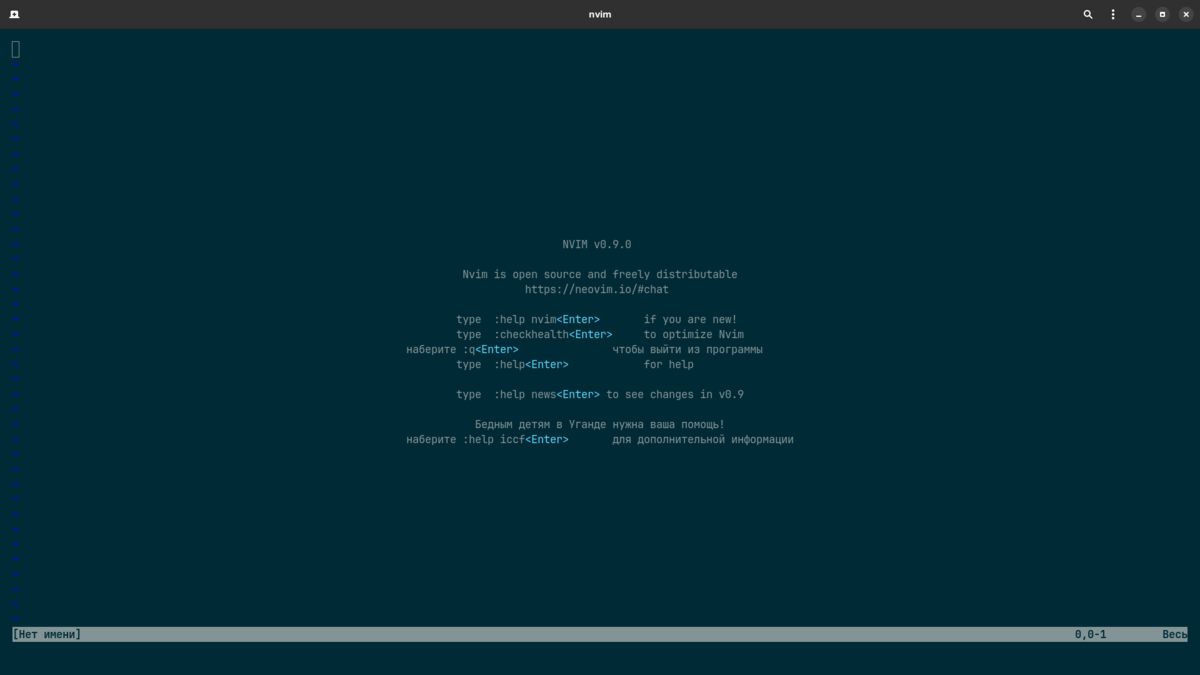 nvim
NVIM v0.9.0
Nvim is open source and freely distributable
https://neovim.io/#chat
type :help nvim<Enter> if you are new!
type :checkhealth<Enter> to optimize Nvim
наберите :q<Enter> чтобы выйти из программы
type :help<Enter> for help
type :help news<Enter> to see changes in v0.9
Бедным детям в Уганде нужна ваша помощь!
наберите :help iccf<Enter> для дополнительной информации
[Нет имени] 0,0-1 Весь